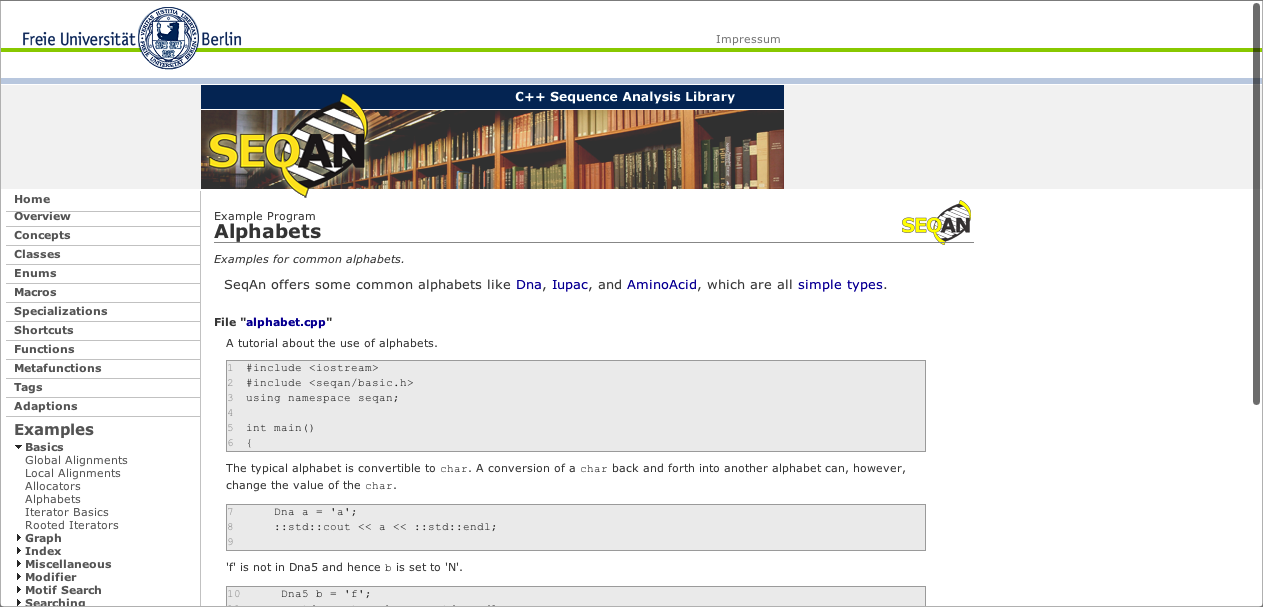 Freie Universität Berlin
Impressum
C++ Sequence Analysis Library
SEQAN
Home
Overview
Concepts
Classes
Enums
Macros
Specializations
Shortcuts
Functions
Metafunctions
Tags
Adaptions
Examples
Basics
Global Alignments
Local Alignments
Allocators
Alphabets
Iterator Basics
Rooted Iterators
Graph
Index
Miscellaneous
Modifier
Motif Search
Searching
Example Program
Alphabets
SEQAN
Examples for common alphabets.
SeqAn offers some common alphabets like Dna, Iupac, and AminoAcid, which are all simple types.
File "alphabet.cpp"
A tutorial about the use of alphabets.
1 #include <iostream>
2 #include <seqan/basic.h>
3 using namespace seqan;
4
5 int main()
6 {
The typical alphabet is convertible to char. A conversion of a char back and forth into another alphabet can, however,
change the value of the char.
7 Dna a = 'a';
8 ::std::cout << a << ::std::endl;
9
'f' is not in Dna5 and hence b is set to 'N'.
10 Dna5 b = 'f';